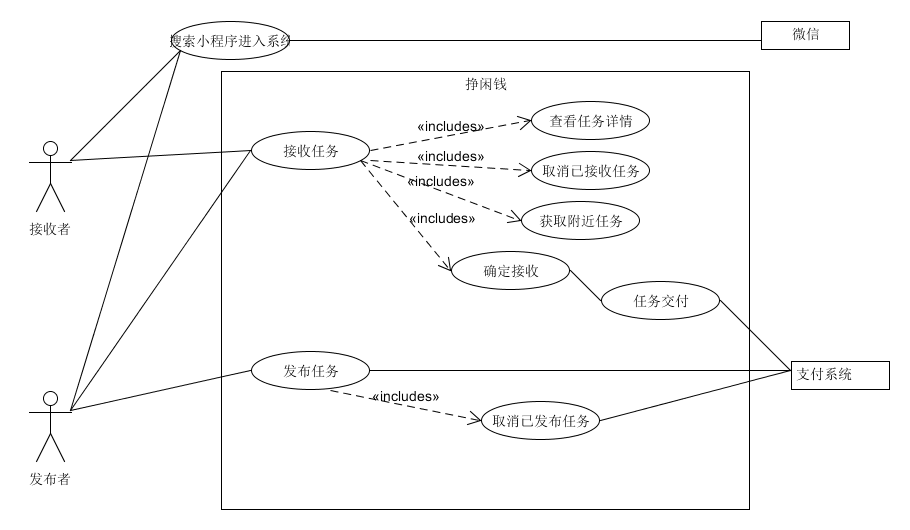 搜索小程序进入系统
微信
挣闲钱
«includes»
查看任务详情
接收任务
«includes»
取消已接收任务
«includes»
获取附近任务
«includes»
接收者
确定接收
任务交付
发布任务
支付系统
«includes»
取消已发布任务
发布者